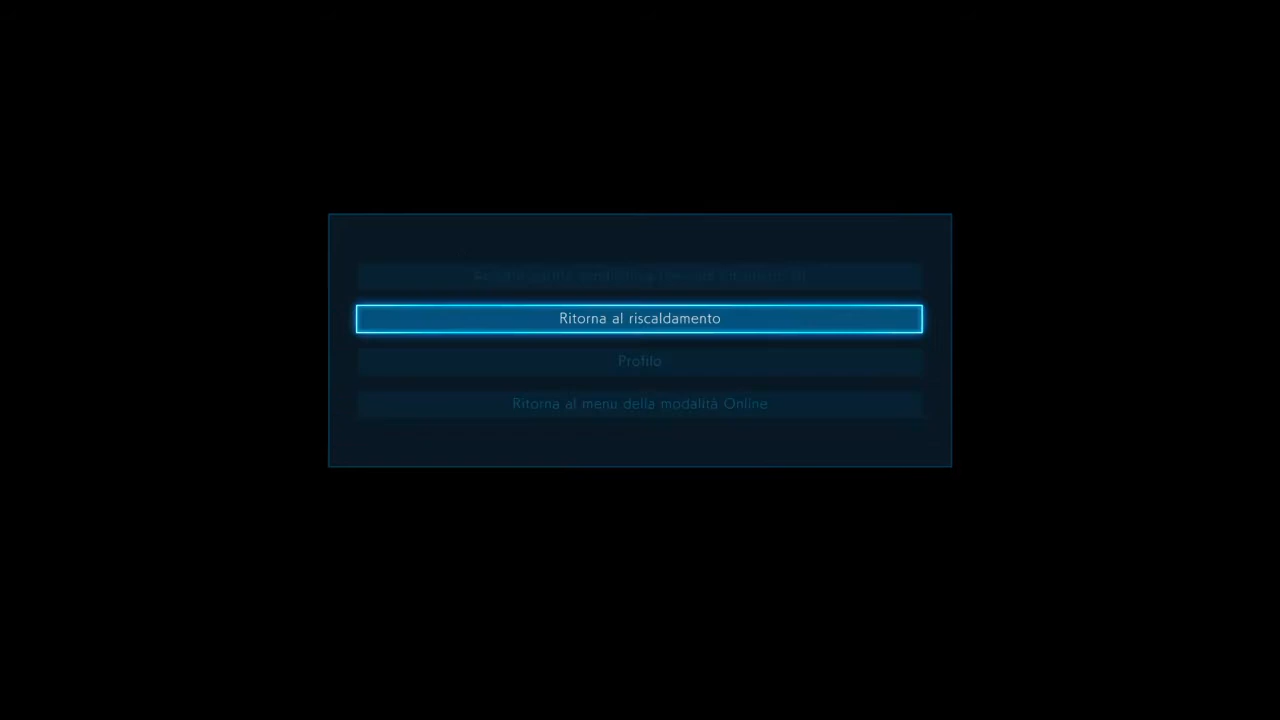 Ritorna al riscaldamento
Profilo
Ritorna al menu della modalità Online